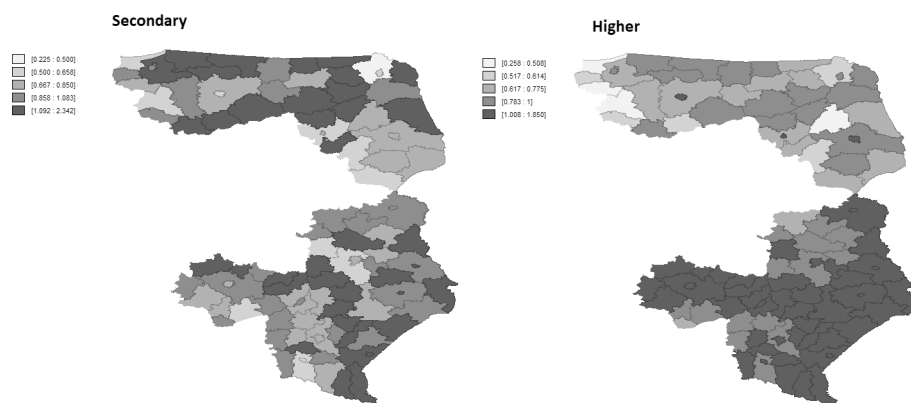 Secondary
[0.225 : 0.500]
[0.500 : 0.658]
[0.667 : 0.850]
[0.858 : 1.083]
[1.092 : 2.342]
Higher
[0.258 : 0.508]
[0.517 : 0.614]
[0.617 : 0.775]
[0.783 : 1]
[1.008 : 1.850]